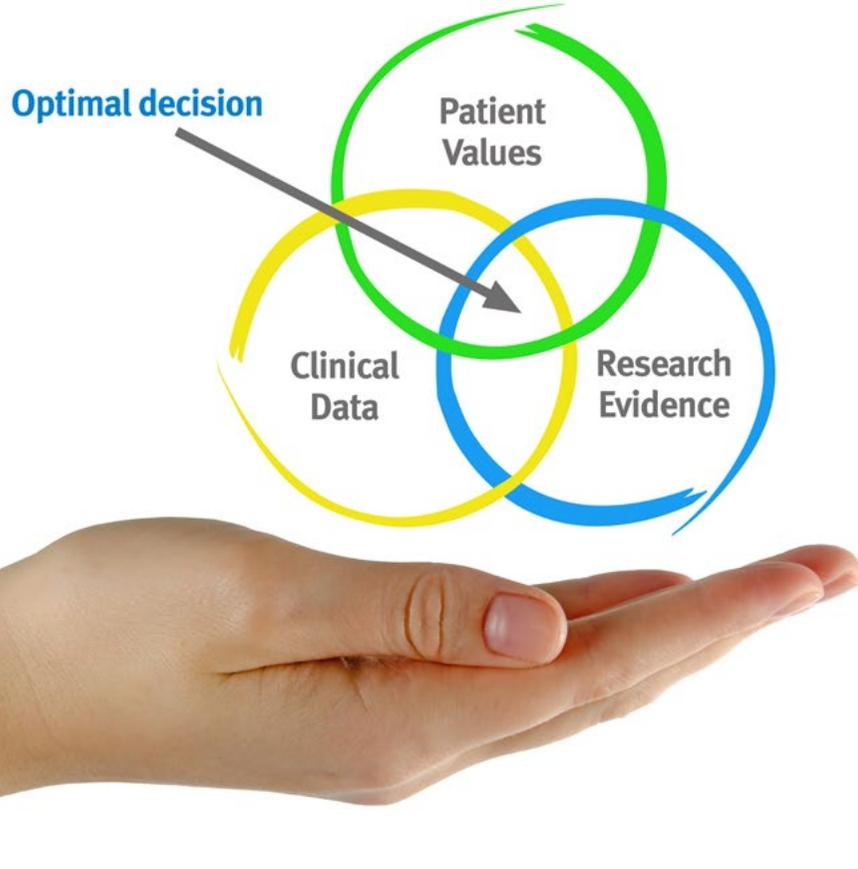 Optimal decision
Patient
Values
Clinical
Data
Research
Evidence